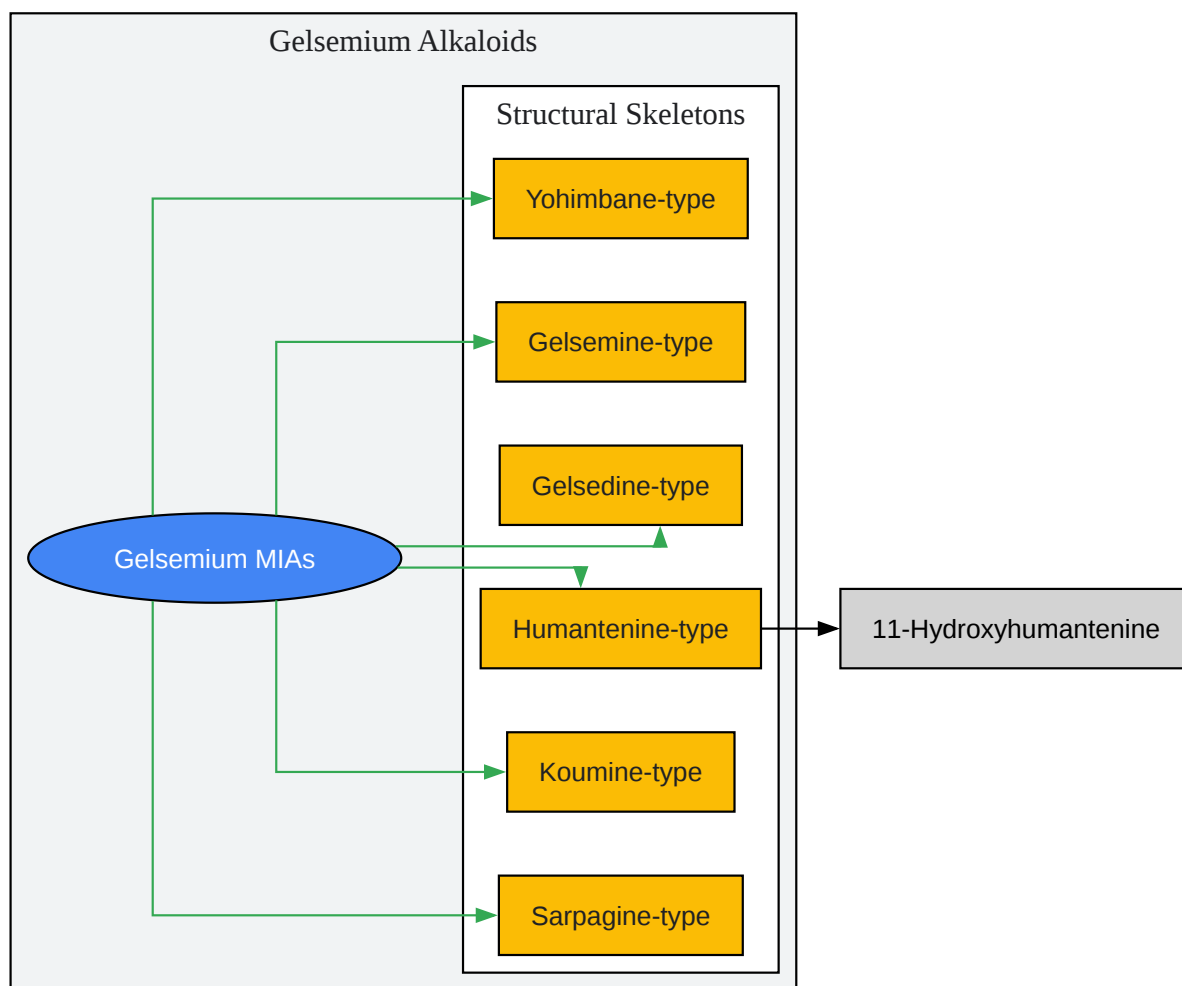 Gelsemium Alkaloids
Structural Skeletons
Yohimbane-type
Gelsemine-type
Gelsedine-type
Gelsemium MIAs
Humantenine-type
11-Hydroxyhumantenine
Koumine-type
Sarpagine-type